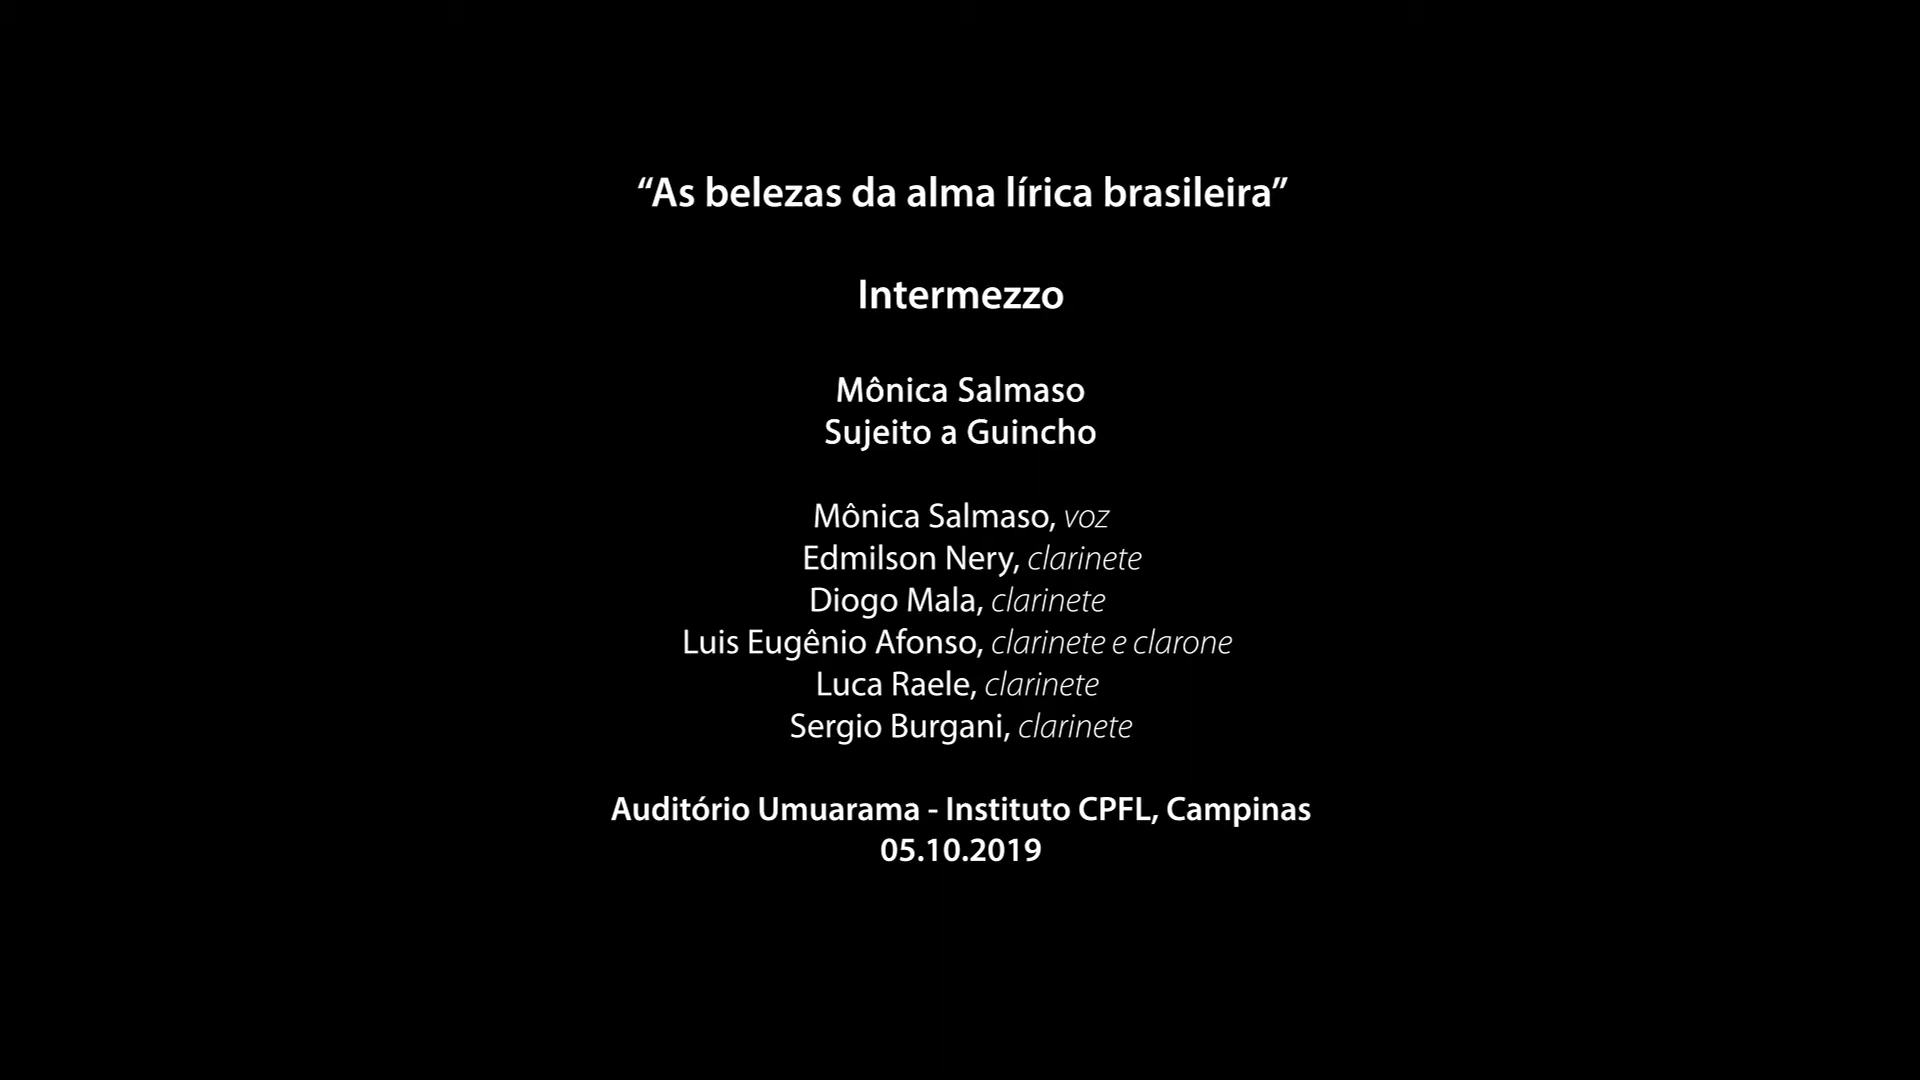 “As belezas da alma lírica brasileira”
Intermezzo
Mônica Salmaso
Sujeito a Guincho
Mônica Salmaso, voz
Edmilson Nery, clarinete
Diogo Mala, clarinete
Luis Eugênio Afonso, clarinete e clarone
Luca Raele, clarinete
Sergio Burgani, clarinete
Auditório Umuarama - Instituto CPFL, Campinas
05.10.2019